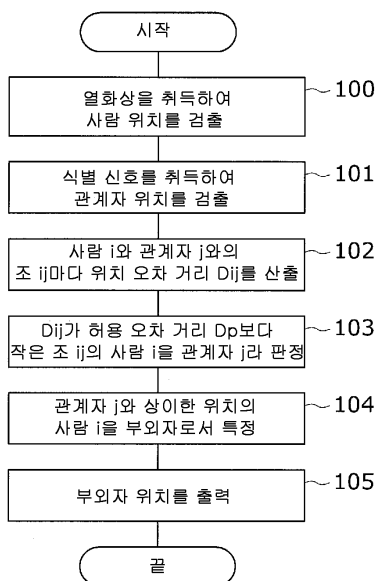 시작
열화상을 취득하여
사람 위치를 검출
100
식별 신호를 취득하여
관계자 위치를 검출
101
사람 i와 관계자 j와의
조 ij마다 위치 오차 거리 Dij를 산출
102
Dij가 허용 오차 거리 Dp보다
작은 조 ij의 사람 i을 관계자 j라 판정
103
관계자 j와 상이한 위치의
사람 i을 부외자로서 특정
104
부외자 위치를 출력
105
끝